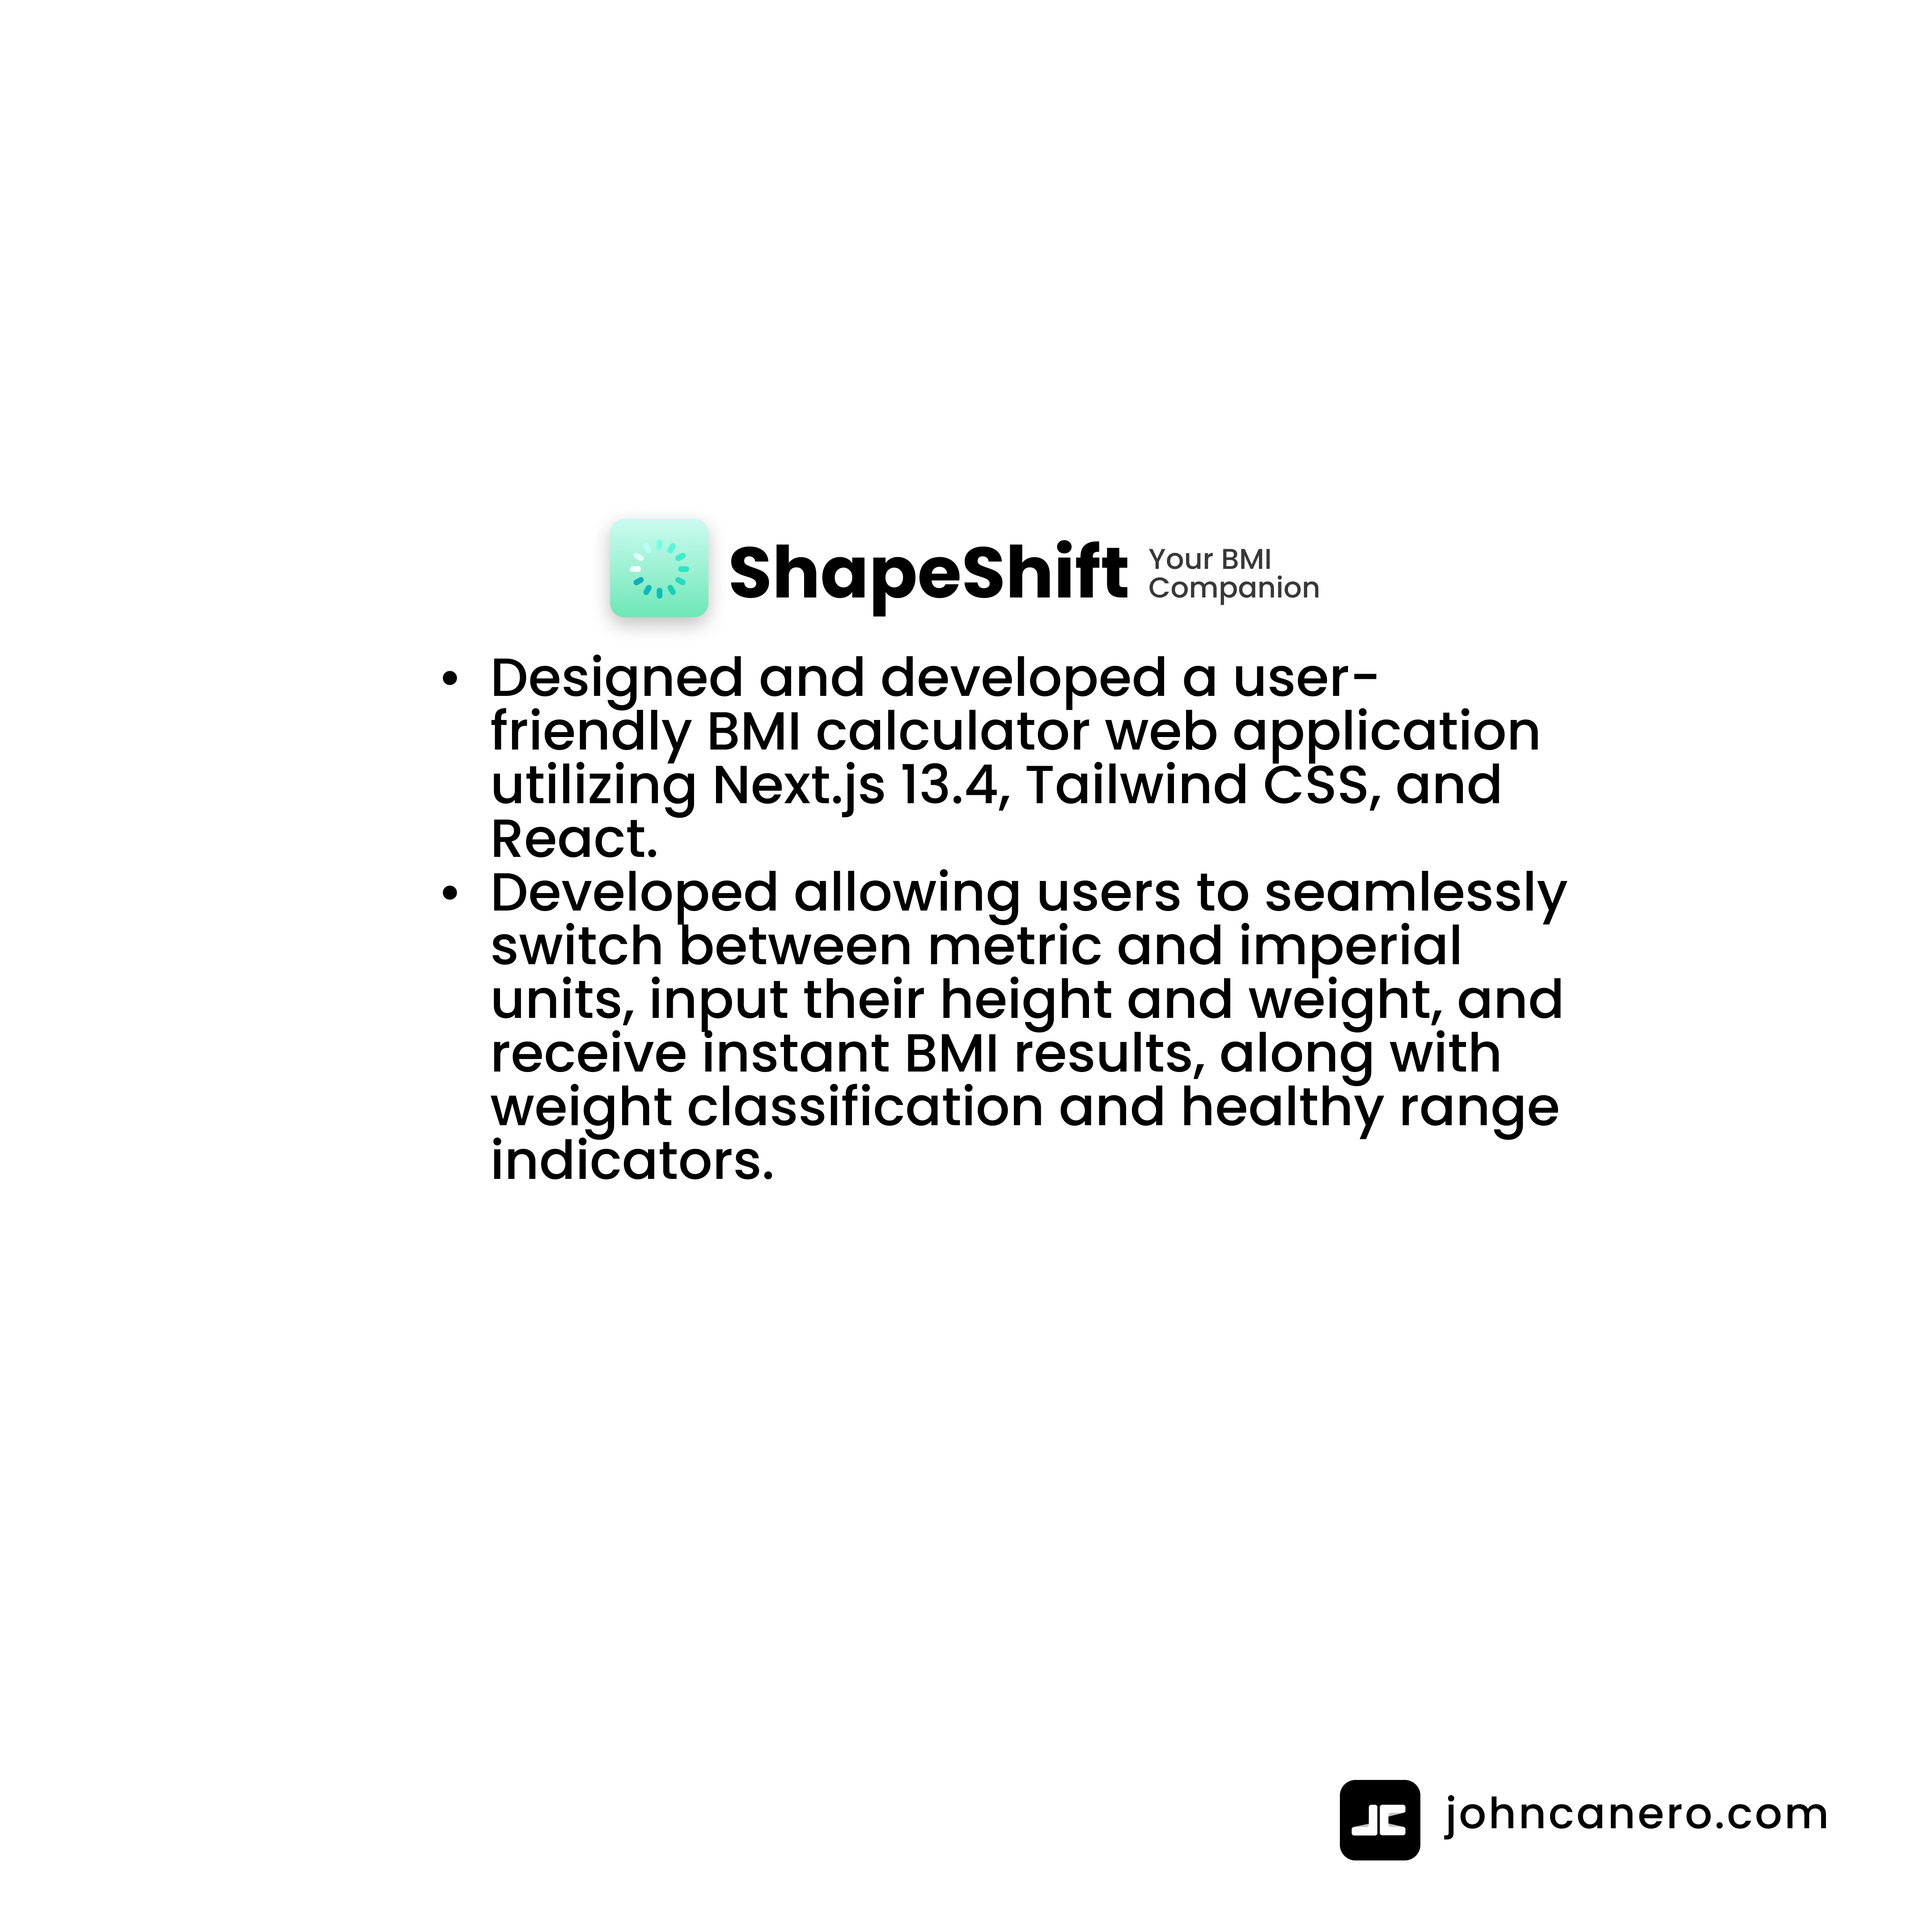 ShapeShift
Your BMI
Companion
• Designed and developed a user-
friendly BMI calculator web application
utilizing Next.js 13.4, Tailwind CSS, and
React.
• Developed allowing users to seamlessly
switch between metric and imperial
units, input their height and weight, and
receive instant BMI results, along with
weight classification and healthy range
indicators.
JC
johncanero.com